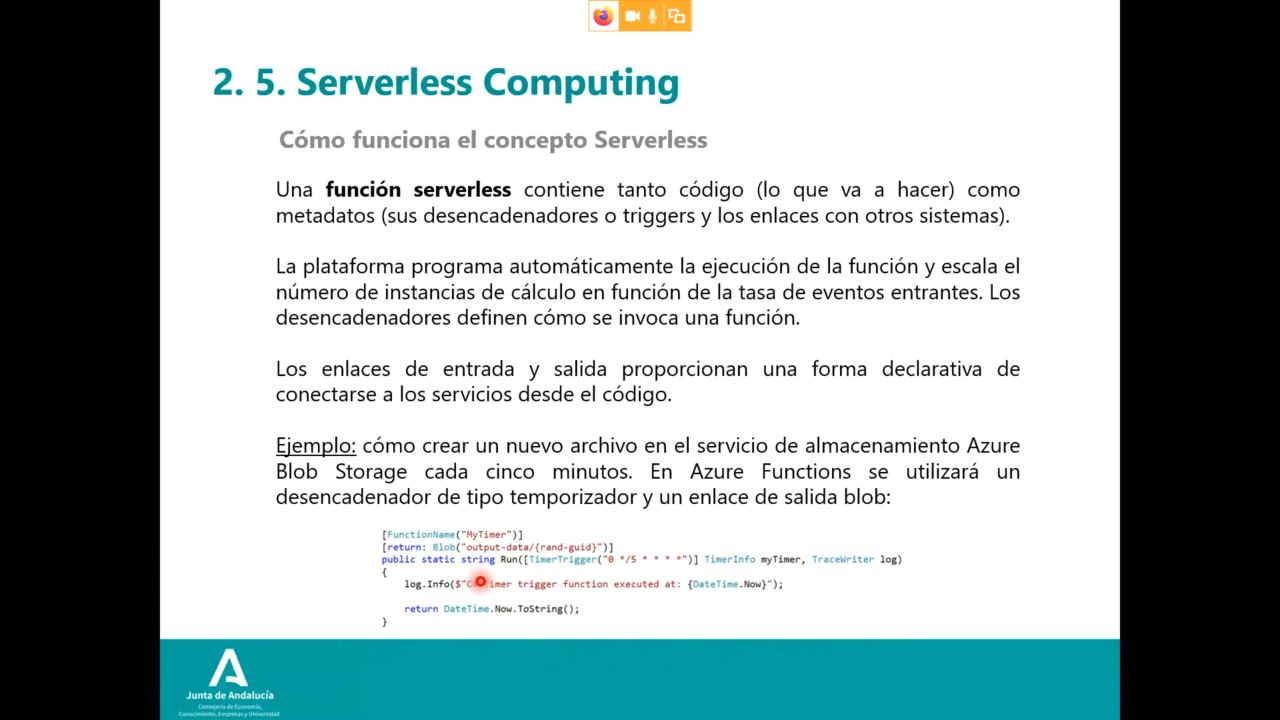 2. 5. Serverless Computing
Cómo funciona el concepto Serverless
Una función serverless contiene tanto código (lo que va a hacer) como
metadatos (sus desencadenadores o triggers y los enlaces con otros sistemas).
La plataforma programa automáticamente la ejecución de la función y escala el
número de instancias de cálculo en función de la tasa de eventos entrantes. Los
desencadenadores definen cómo se invoca una función.
Los enlaces de entrada y salida proporcionan una forma declarativa de
conectarse a los servicios desde el código.
Ejemplo: cómo crear un nuevo archivo en el servicio de almacenamiento Azure
Blob Storage cada cinco minutos. En Azure Functions se utilizará un
desencadenador de tipo temporizador y un enlace de salida blob:
[FunctionName("MyTimer")]
[return: Blob("output-data/{rand-guid}")]
public static string Run([TimerTrigger("0 */5 * * * *")] TimerInfo myTimer, TraceWriter log)
{
log.Info($" trigger function executed at: {DateTime.Now}");
return DateTime.Now.ToString();
}
Junta de Andalucía
Consejería de Economía,
Conocimiento, Empresas y Universidad